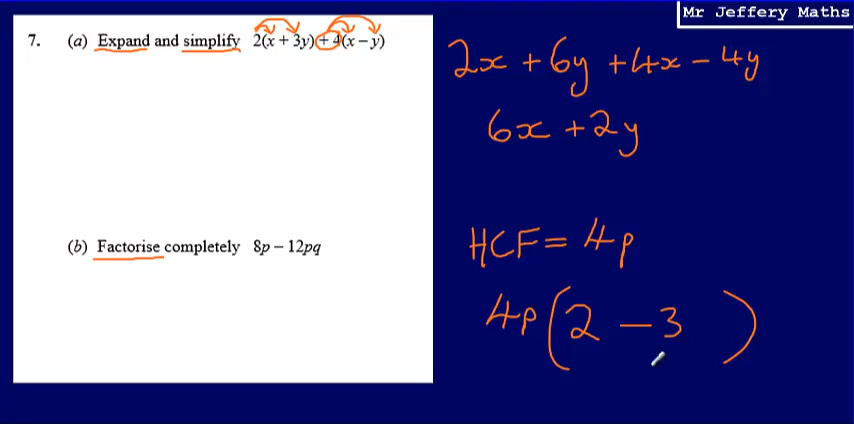 Mr Jeffery Maths
7. (a) Expand and simplify 2(x + 3y) + 4(x – y)
2x + 6y + 4x - 4y
6x + 2y
(b) Factorise completely 8p – 12pq
HCF = 4p
4p(2 - 3 )